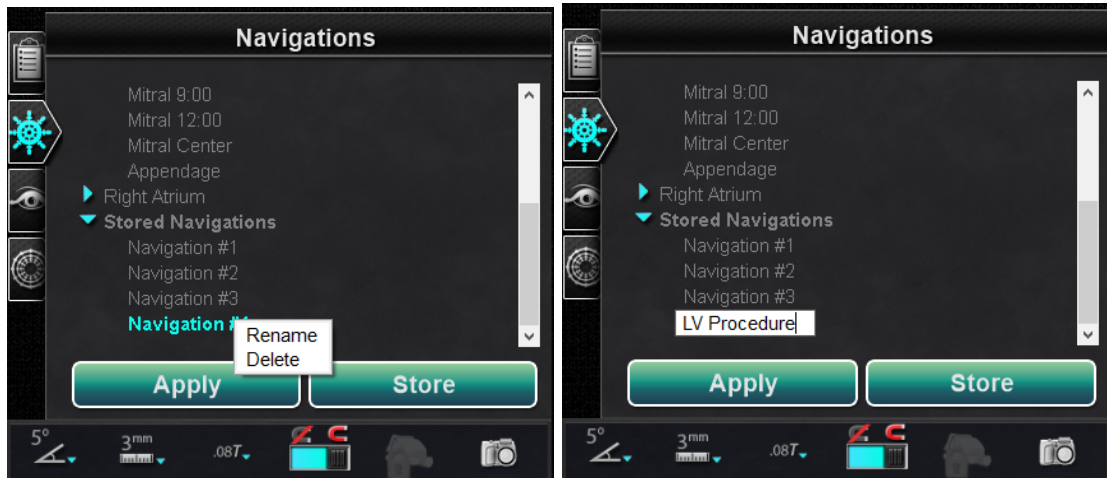 Navigations
Mitral 9:00
Mitral 12:00
Mitral Center
Appendage
Right Atrium
Stored Navigations
Navigation #1
Navigation #2
Navigation #3
Navigation
Rename
Delete
Apply
Store
5°
3mm
.08T
Navigations
Mitral 9:00
Mitral 12:00
Mitral Center
Appendage
Right Atrium
Stored Navigations
Navigation #1
Navigation #2
Navigation #3
LV Procedure
Apply
Store
5°
3mm
.08T